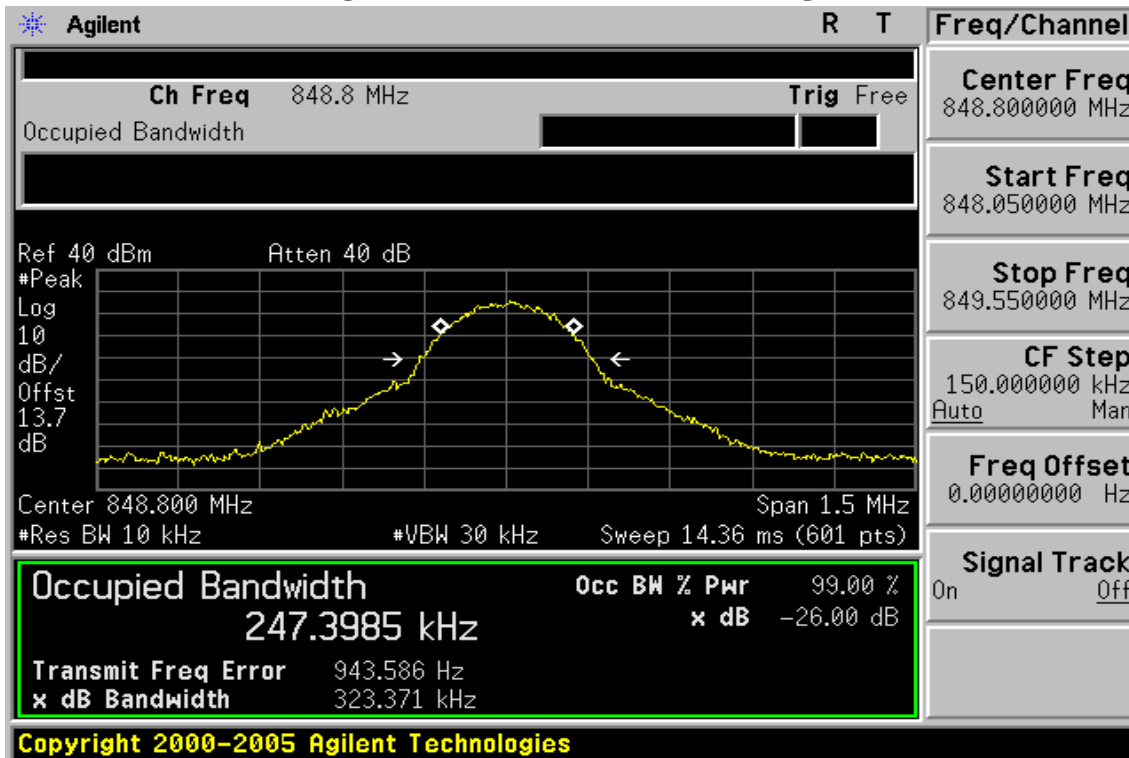 Agilent R T
Ch Freq 848.8 MHz Trig Free
Occupied Bandwidth
Ref 40 dBm Atten 40 dB
#Peak
Log
10
dB/
Offst
13.7
dB
Center 848.800 MHz Span 1.5 MHz
#Res BW 10 kHz #VBW 30 kHz Sweep 14.36 ms (601 pts)
Occupied Bandwidth Occ BW % Pwr 99.00 %
247.3985 kHz x dB -26.00 dB
Transmit Freq Error 943.586 Hz
x dB Bandwidth 323.371 kHz
Copyright 2000-2005 Agilent Technologies
Freq/Channel
Center Freq
848.800000 MHz
Start Freq
848.050000 MHz
Stop Freq
849.550000 MHz
CF Step
150.000000 kHz
Auto Man
Freq Offset
0.00000000 Hz
Signal Track
On Off